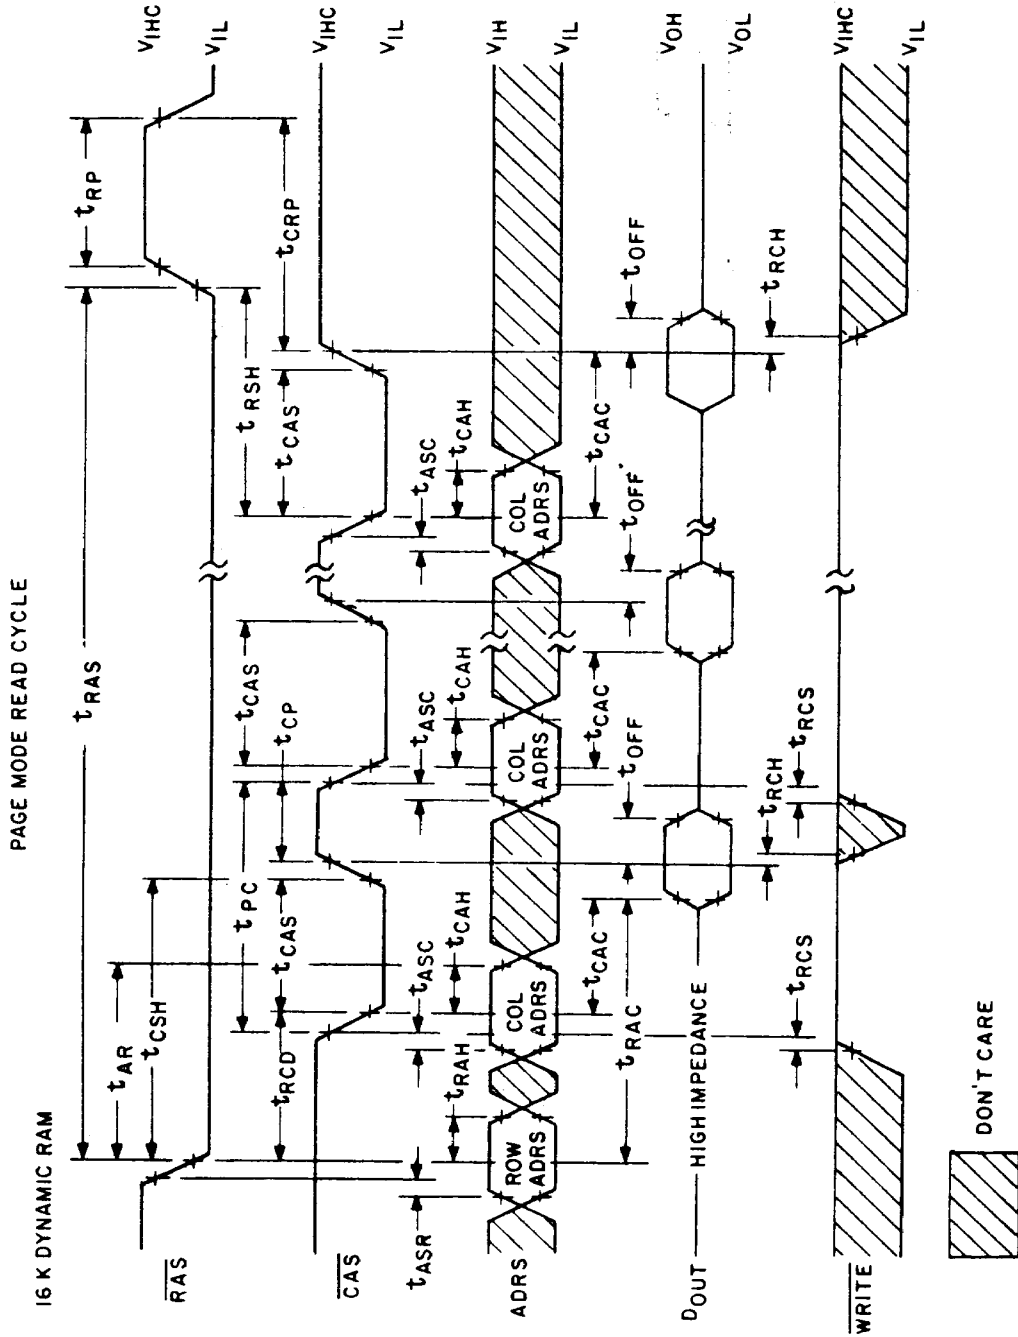 PAGE MODE READ CYCLE
16 K DYNAMIC RAM
RAS
VIHC
VIL
tRAS
tRP
tAR
tCSH
tRCD
tPC
tCAS
tCP
tCAS
tRSH
tCAS
tCRP
CAS
VIHC
VIL
tASR
tRAH
tASC
tCAH
tASC
tCAH
tASC
tCAH
ADRS
ROW
ADRS
COL
ADRS
COL
ADRS
COL
ADRS
VIH
VIL
tRAC
tCAC
tOFF
tCAC
tOFF
tCAC
tOFF
DOUT
HIGH IMPEDANCE
VOH
VOL
tRCS
tRCH
tRCS
tRCH
WRITE
VIHC
VIL
DON'T CARE